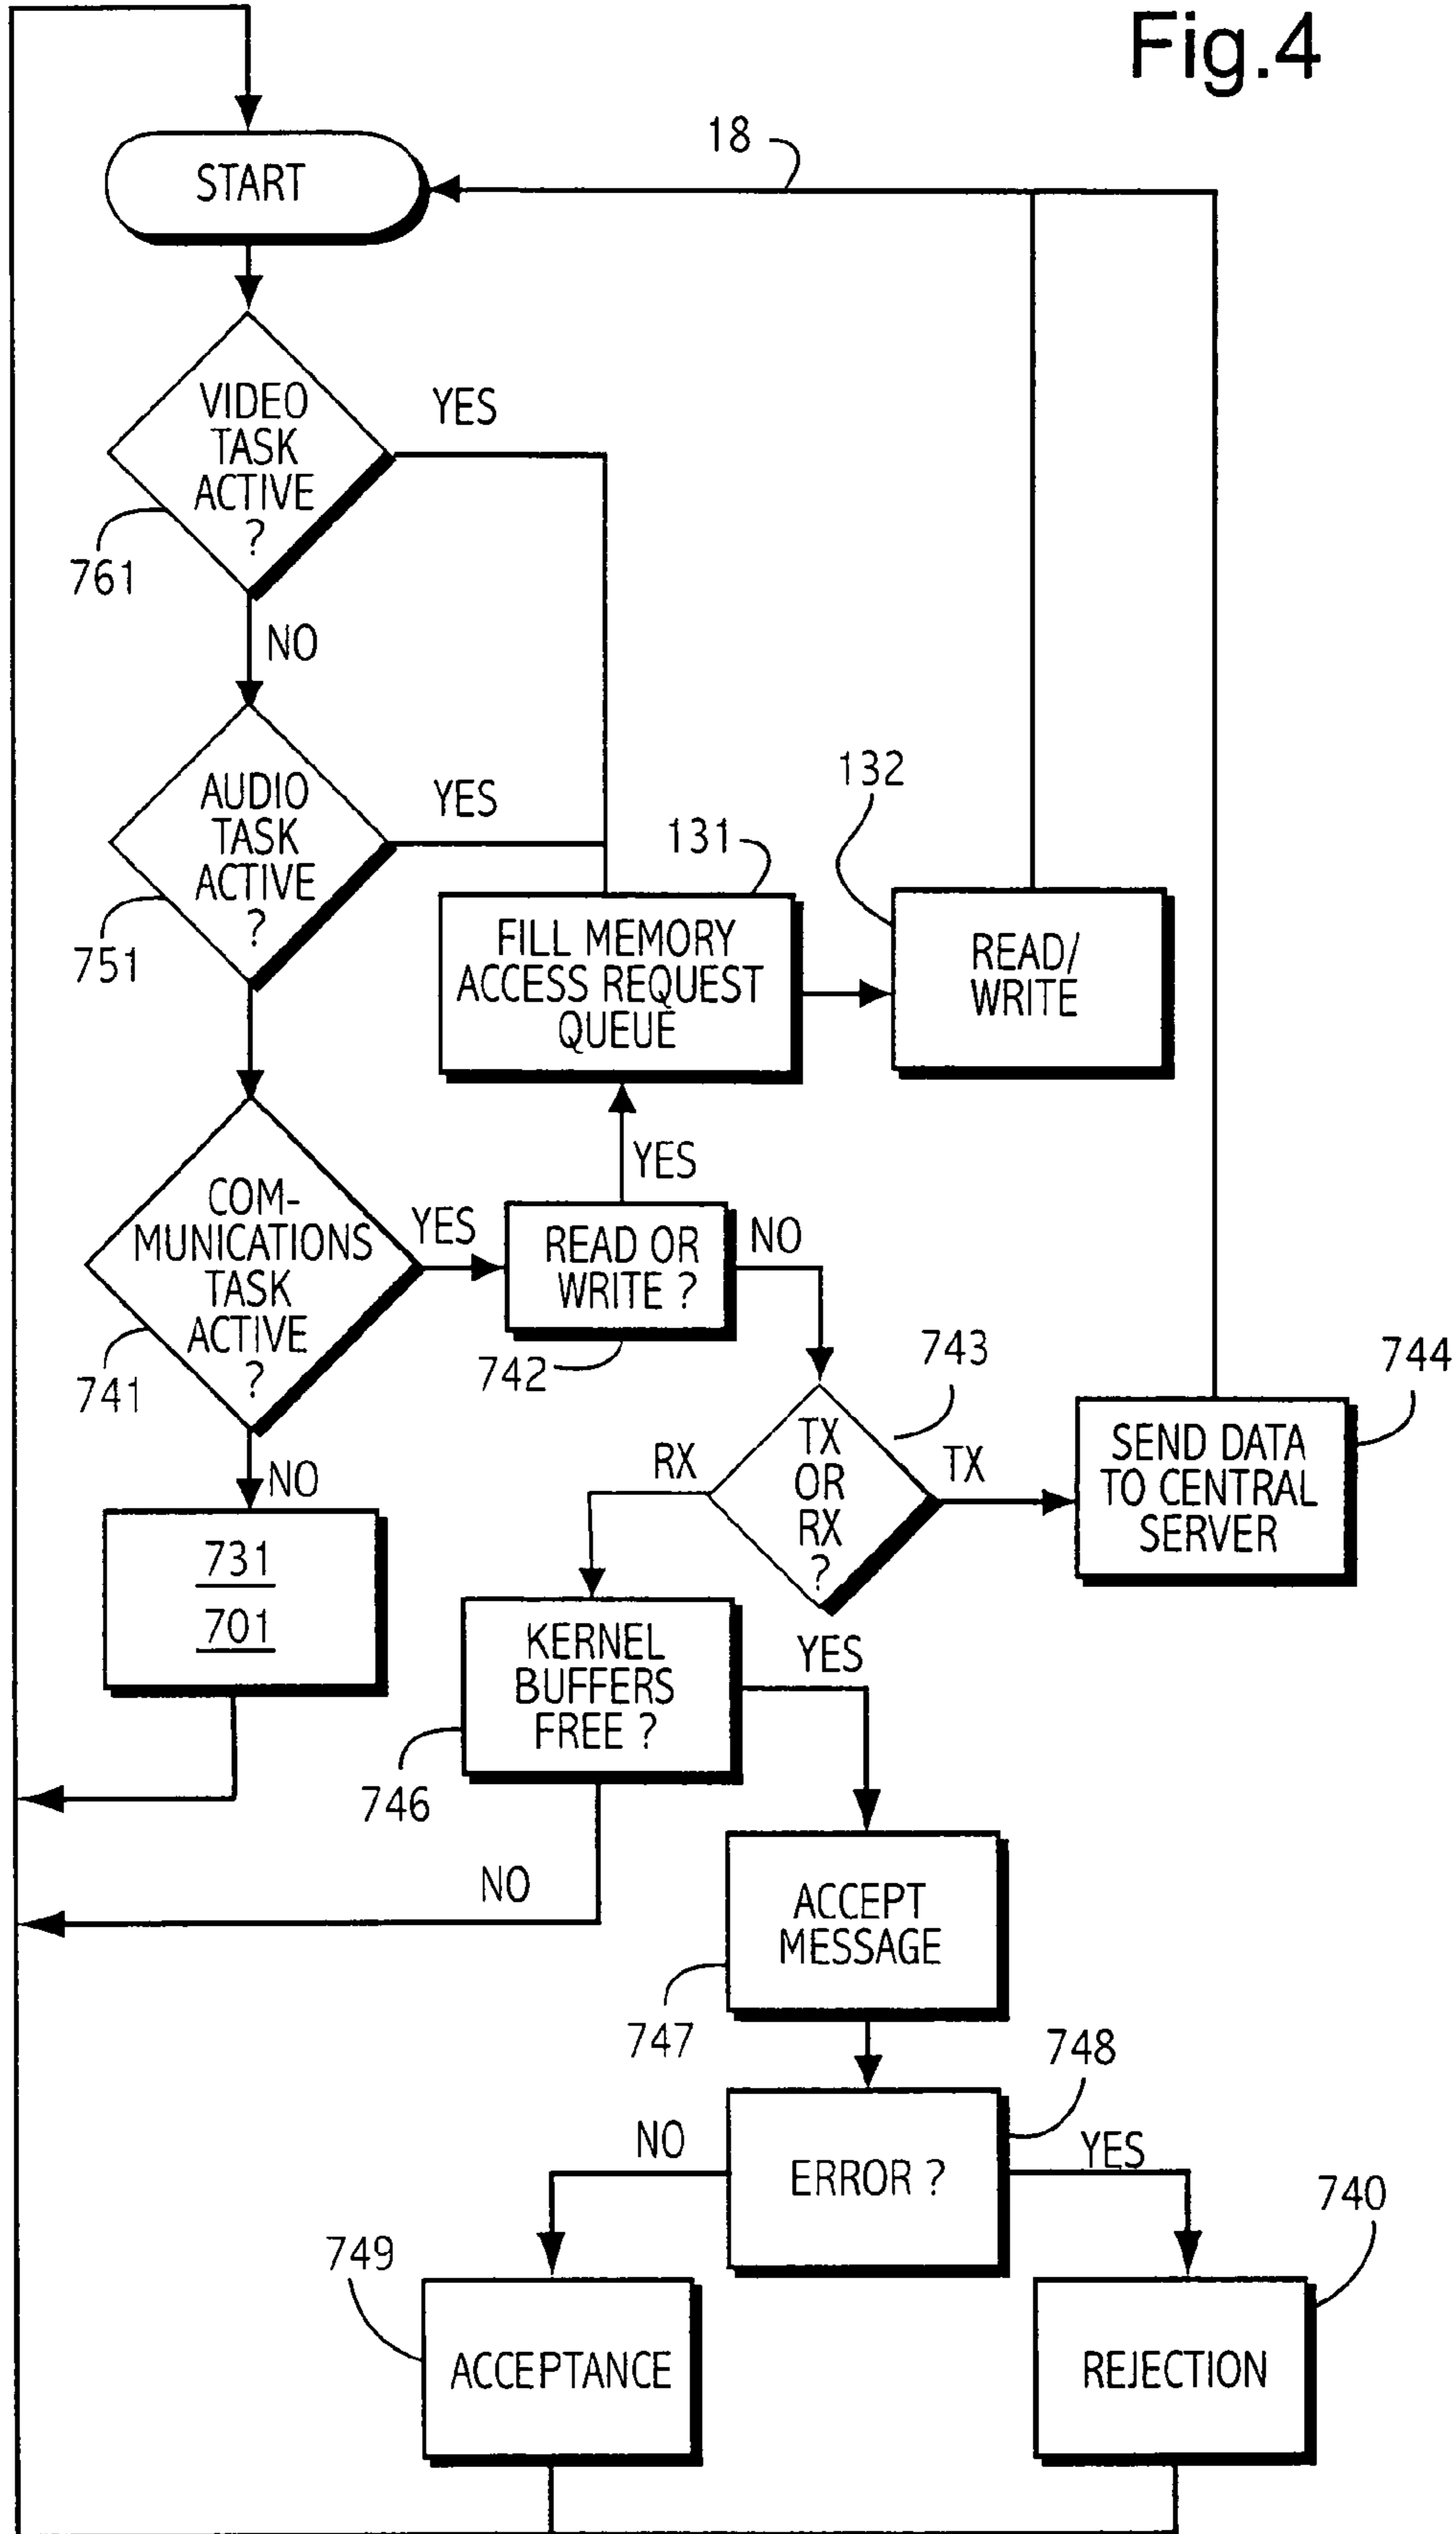 Fig.4
18
START
VIDEO
TASK
ACTIVE
?
YES
761
NO
AUDIO
TASK
ACTIVE
?
YES
751
131
132
FILL MEMORY
ACCESS REQUEST
QUEUE
READ/
WRITE
YES
COM-
MUNICATIONS
TASK
ACTIVE
?
YES
741
READ OR
WRITE ?
NO
742
743
744
TX
OR
RX
?
RX
TX
SEND DATA
TO CENTRAL
SERVER
NO
731
701
KERNEL
BUFFERS
FREE ?
YES
746
NO
ACCEPT
MESSAGE
747
748
NO
ERROR ?
YES
740
749
ACCEPTANCE
REJECTION